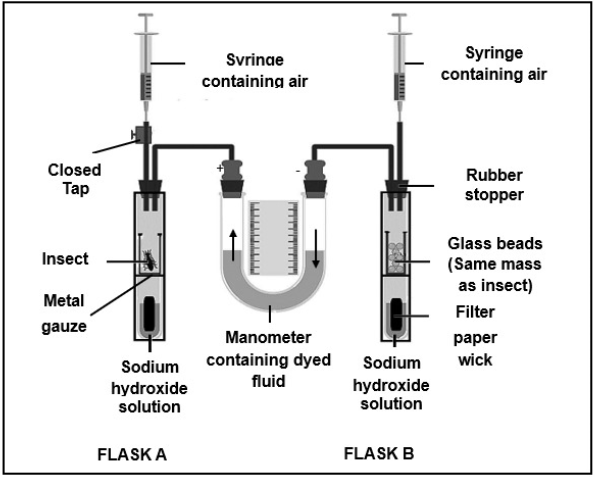 Syringe
containing air
Syringe
containing air
Closed
Tap
+
-
Rubber
stopper
Insect
Glass beads
(Same mass
as insect)
Metal
gauze
Filter
paper
wick
Manometer
containing dyed
fluid
Sodium
hydroxide
solution
Sodium
hydroxide
solution
FLASK A
FLASK B